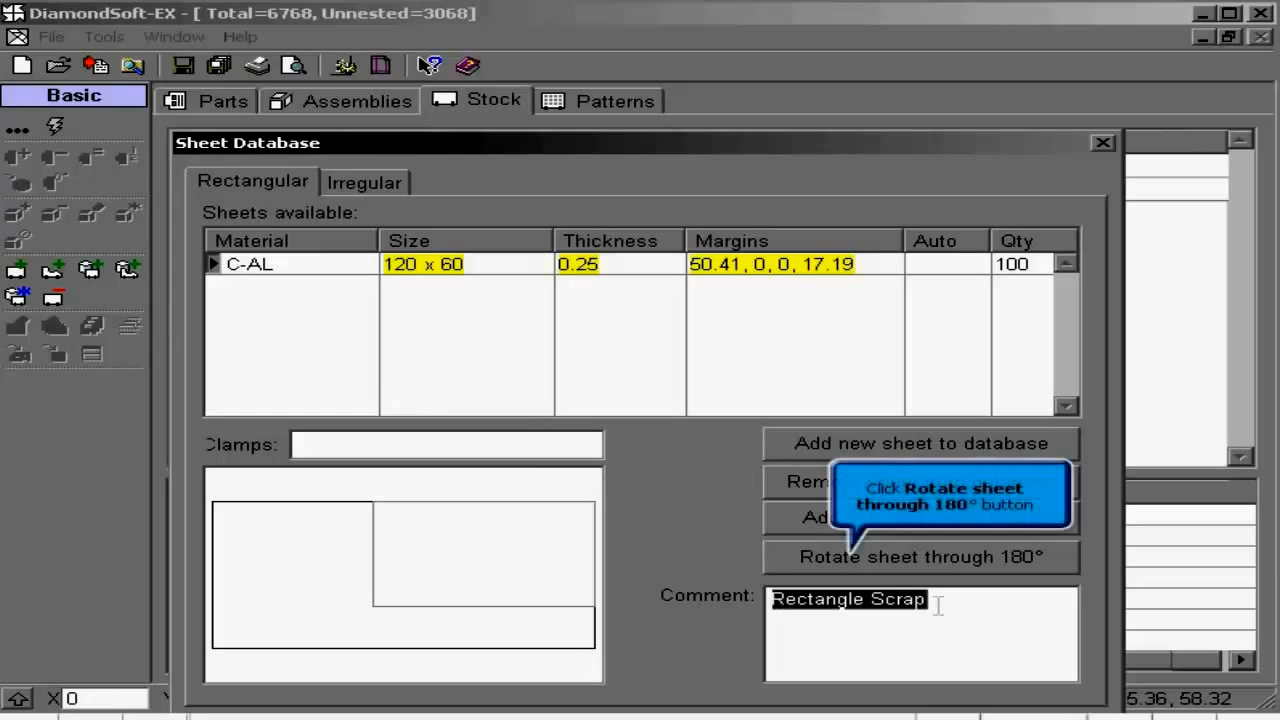 DiamondSoft-EX - [ Total=6768, Unnested=3068]
File Tools Window Help
Basic
Parts Assemblies Stock Patterns
Sheet Database
Rectangular Irregular
Sheets available:
Material Size Thickness Margins Auto Qty
C-AL 120 x 60 0.25 50.41, 0, 0, 17.19 100
Clamps:
Add new sheet to database
Rem
Click Rotate sheet
through 180° button
Ad
Rotate sheet through 180°
Comment: Rectangle Scrap
X 0
5.36, 58.32